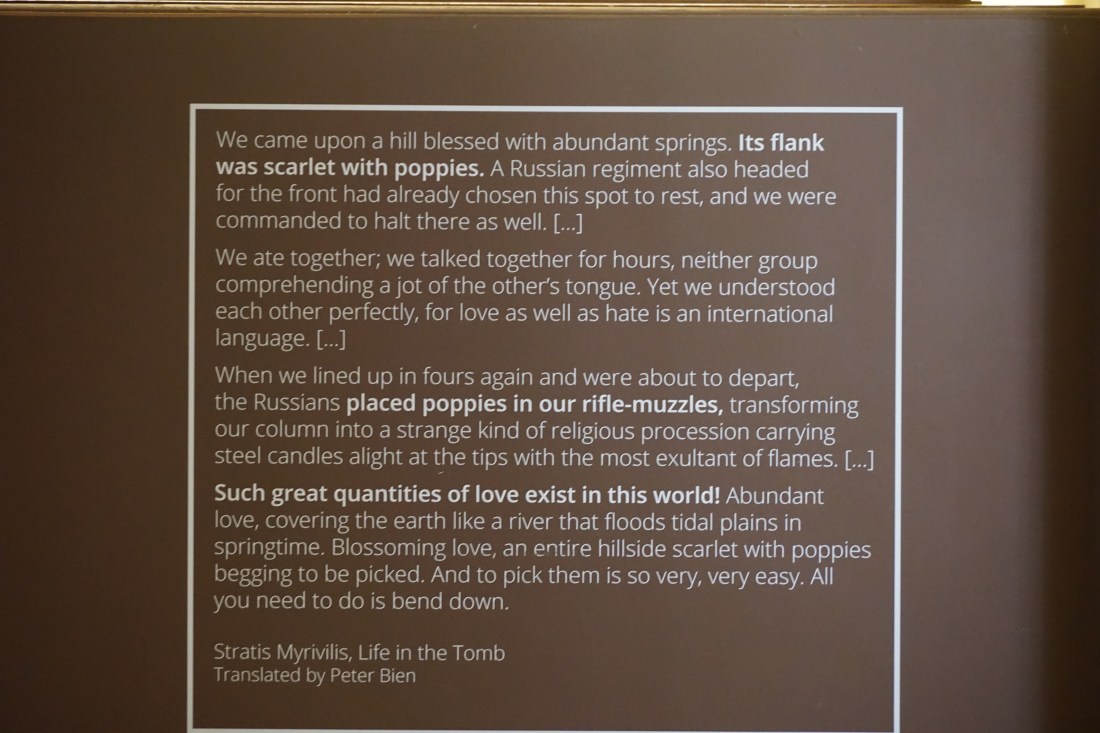 We came upon a hill blessed with abundant springs. Its flank
was scarlet with poppies. A Russian regiment also headed
for the front had already chosen this spot to rest, and we were
commanded to halt there as well. [...]
We ate together; we talked together for hours, neither group
comprehending a jot of the other’s tongue. Yet we understood
each other perfectly, for love as well as hate is an international
language. [...]
When we lined up in fours again and were about to depart,
the Russians placed poppies in our rifle-muzzles, transforming
our column into a strange kind of religious procession carrying
steel candles alight at the tips with the most exultant of flames. [...]
Such great quantities of love exist in this world! Abundant
love, covering the earth like a river that floods tidal plains in
springtime. Blossoming love, an entire hillside scarlet with poppies
begging to be picked. And to pick them is so very, very easy. All
you need to do is bend down.
Stratis Myrivilis, Life in the Tomb
Translated by Peter Bien